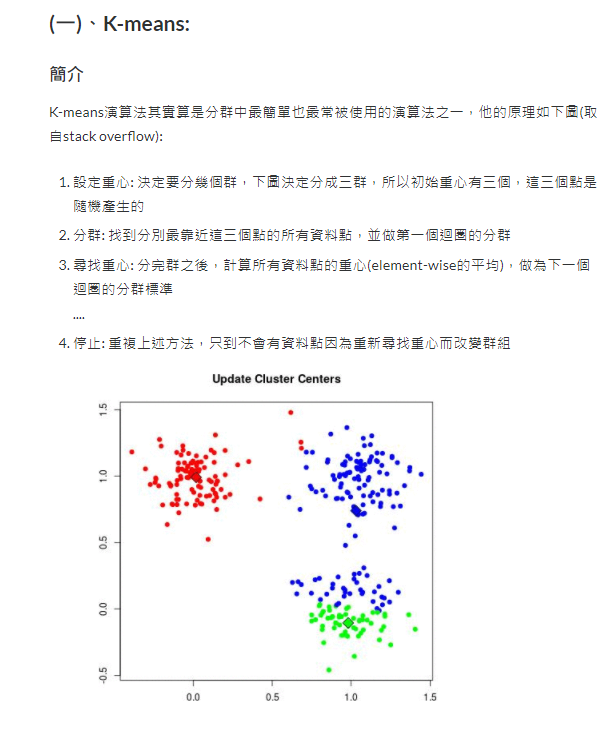 (一)、K-means:
簡介
K-means演算法其實算是分群中最簡單也最常被使用的演算法之一，他的原理如下圖(取
自stack overflow):
1. 設定重心: 決定要分幾個群，下圖決定分成三群，所以初始重心有三個，這三個點是
隨機產生的
2. 分群: 找到分別最靠近這三個點的所有資料點，並做第一個迴圈的分群
3. 尋找重心: 分完群之後，計算所有資料點的重心(element-wise的平均)，做為下一個
迴圈的分群標準
....
4. 停止: 重複上述方法，只到不會有資料點因為重新尋找重心而改變群組
Update Cluster Centers
1.5
1.0
0.5
0.0
-0.5
0.0 0.5 1.0 1.5